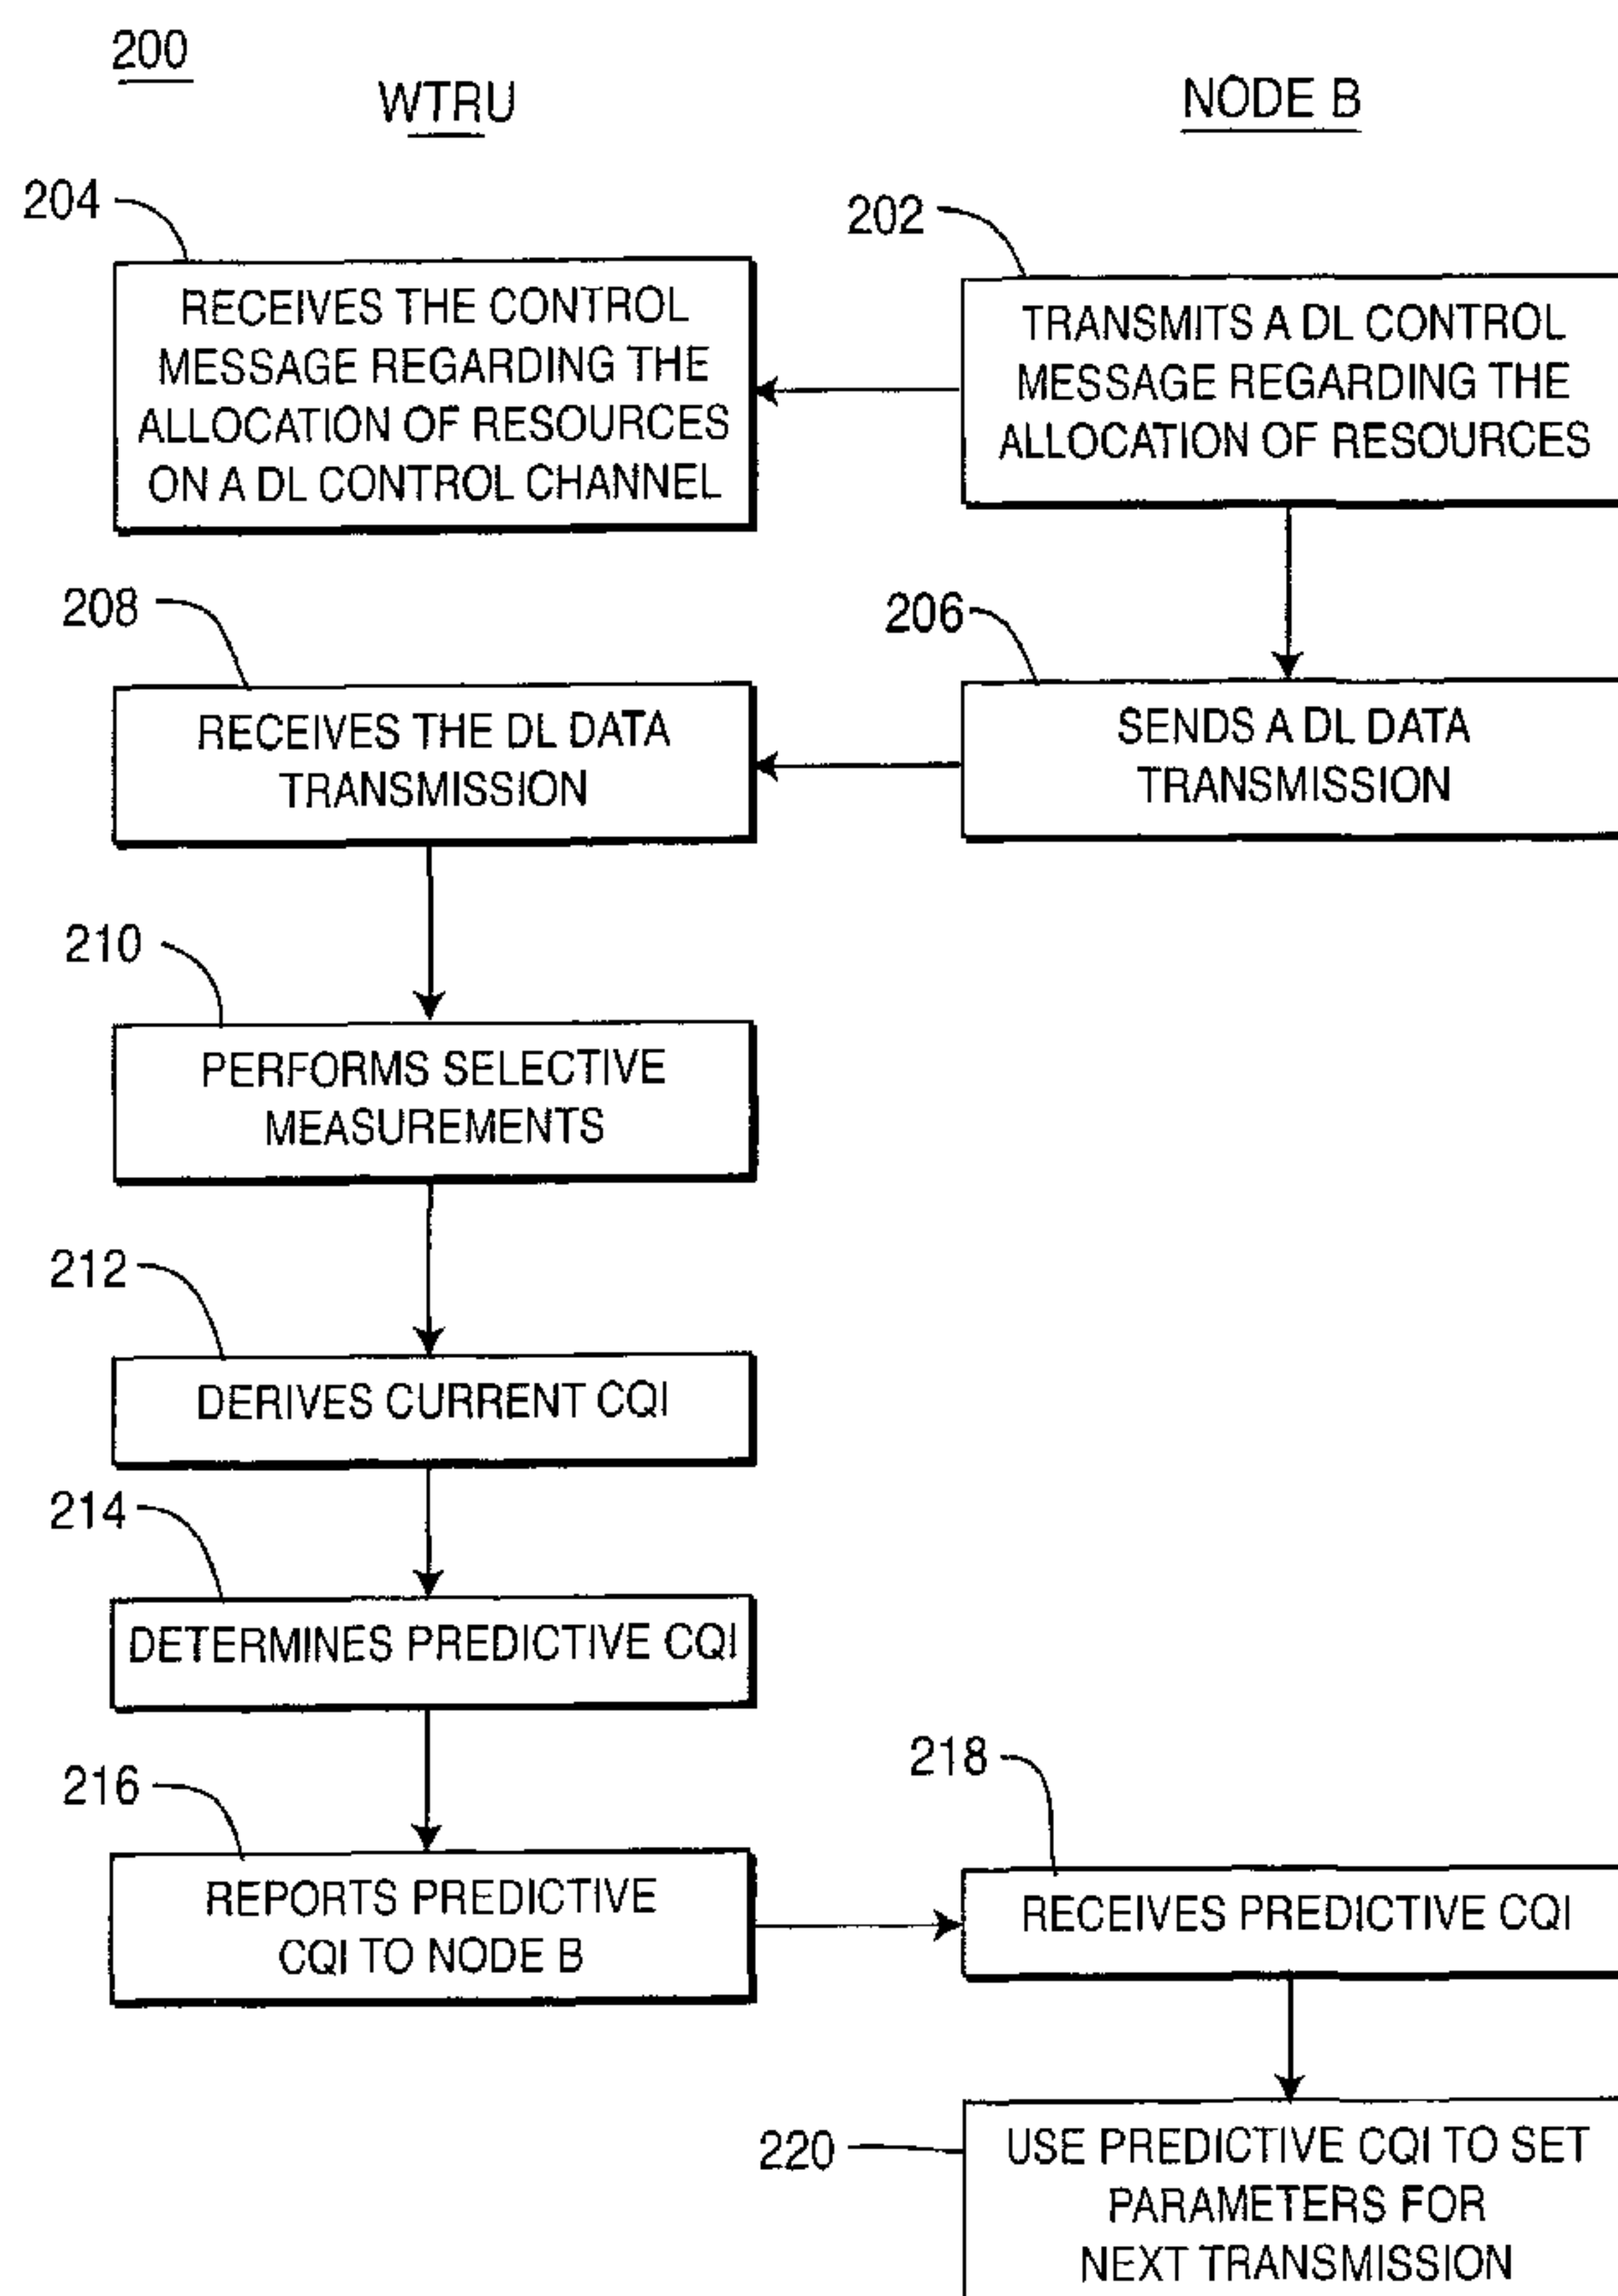 200
WTRU
NODE B
204
202
RECEIVES THE CONTROL
MESSAGE REGARDING THE
ALLOCATION OF RESOURCES
ON A DL CONTROL CHANNEL
TRANSMITS A DL CONTROL
MESSAGE REGARDING THE
ALLOCATION OF RESOURCES
208
206
RECEIVES THE DL DATA
TRANSMISSION
SENDS A DL DATA
TRANSMISSION
210
PERFORMS SELECTIVE
MEASUREMENTS
212
DERIVES CURRENT CQI
214
DETERMINES PREDICTIVE CQI
216
218
REPORTS PREDICTIVE
CQI TO NODE B
RECEIVES PREDICTIVE CQI
220
USE PREDICTIVE CQI TO SET
PARAMETERS FOR
NEXT TRANSMISSION